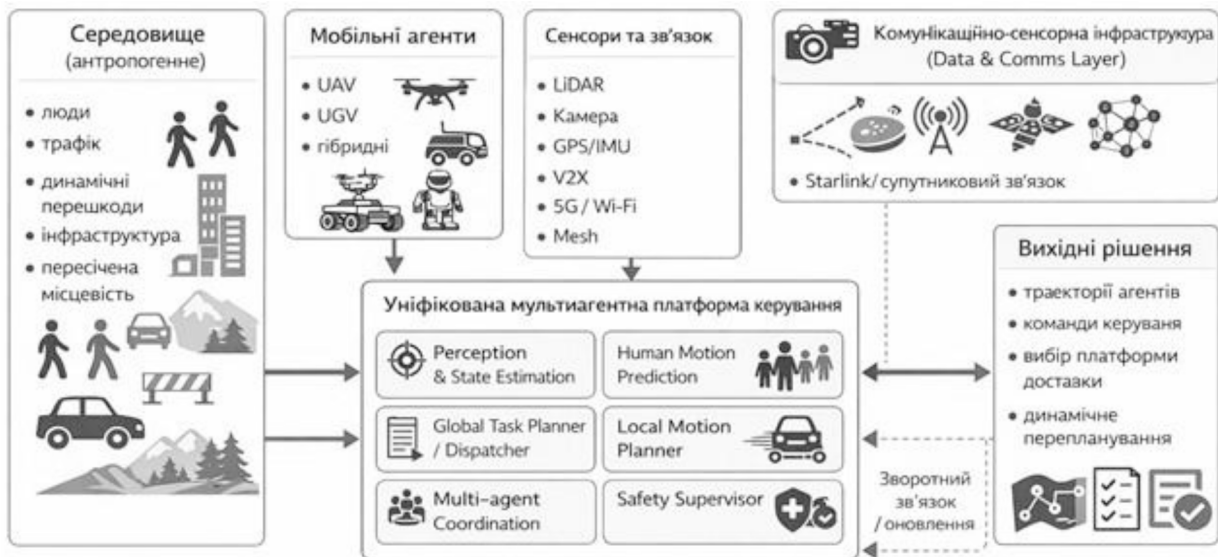 Середовище
(антропогенне)
• люди
• трафік
• динамічні
перешкоди
• інфраструктура
• пересічена
місцевість
Мобільні агенти
• UAV
• UGV
• гібридні
Сенсори та зв'язок
• LiDAR
• Камера
• GPS/IMU
• V2X
• 5G / Wi-Fi
• Mesh
Комунікаційно-сенсорна інфраструктура
(Data & Comms Layer)
• Starlink/супутниковий зв'язок
Уніфікована мультиагентна платформа керування
Perception
& State Estimation
Human Motion
Prediction
Global Task Planner
/ Dispatcher
Local Motion
Planner
Multi-agent
Coordination
Safety Supervisor
Вихідні рішення
• траекторії агентів
• команди керуваня
• вибір платформи
доставки
• динамічне
перепланування
Зворотний
зв'язок
/ оновлення